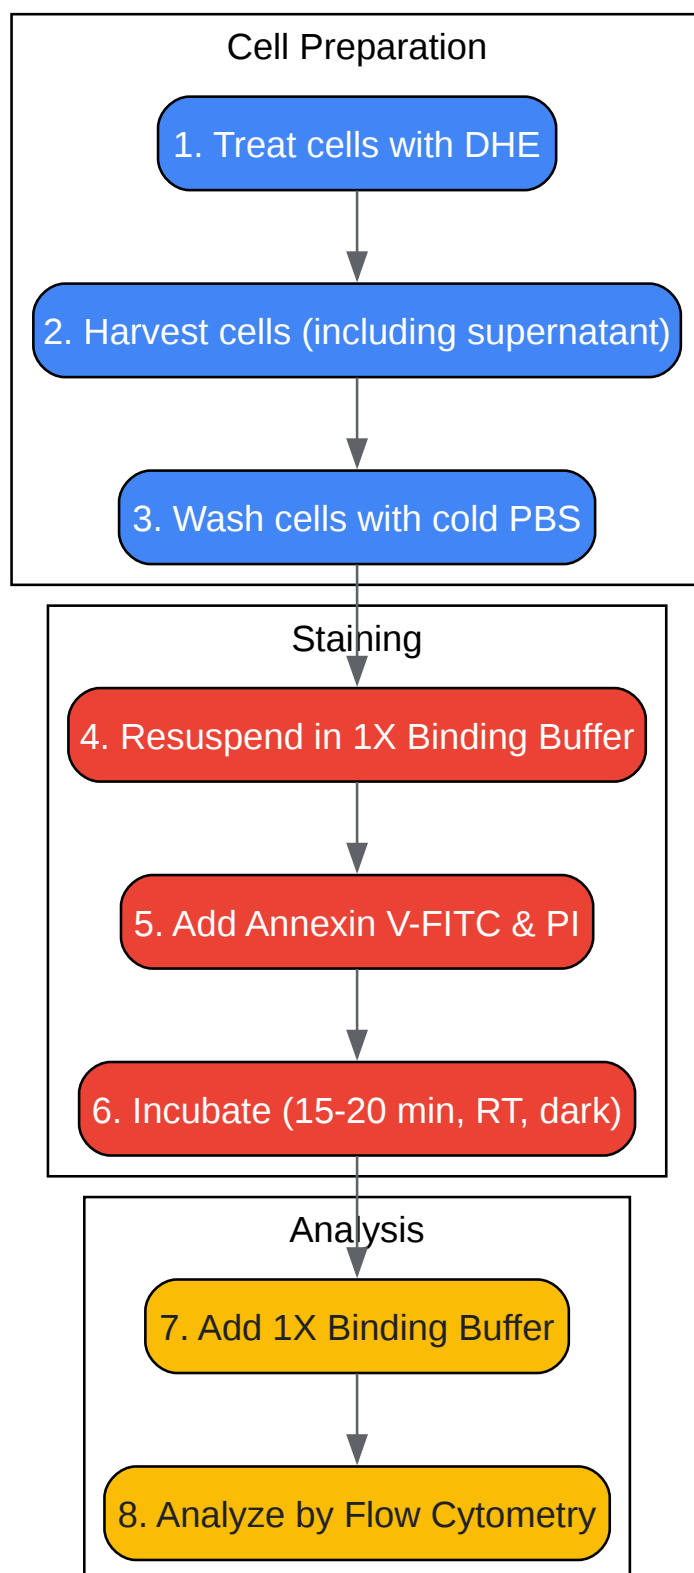 Cell Preparation
1. Treat cells with DHE
2. Harvest cells (including supernatant)
3. Wash cells with cold PBS
Staining
4. Resuspend in 1X Binding Buffer
5. Add Annexin V-FITC & PI
6. Incubate (15-20 min, RT, dark)
Analysis
7. Add 1X Binding Buffer
8. Analyze by Flow Cytometry